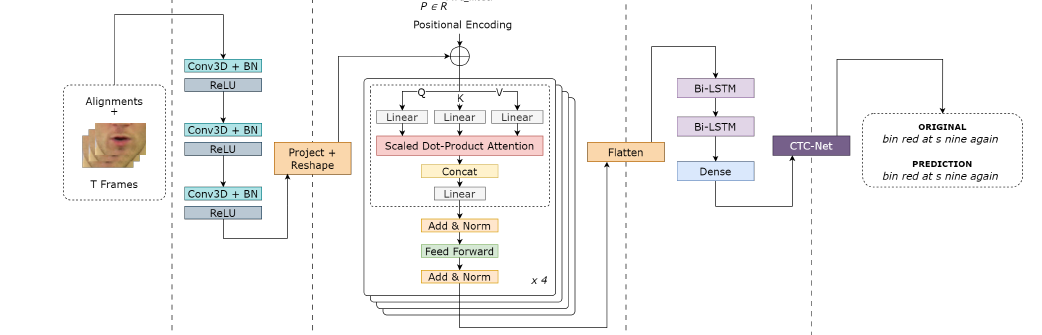 P ∈ R
Positional Encoding
Alignments
+
T Frames
Conv3D + BN
ReLU
Conv3D + BN
ReLU
Conv3D + BN
ReLU
Project +
Reshape
Q
K
V
Linear
Linear
Linear
Scaled Dot-Product Attention
Concat
Linear
Add & Norm
Feed Forward
Add & Norm
x 4
Flatten
Bi-LSTM
Bi-LSTM
Dense
CTC-Net
ORIGINAL
bin red at s nine again
PREDICTION
bin red at s nine again